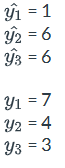 ŷ₁ = 1
ŷ₂ = 6
ŷ₃ = 6
y₁ = 7
y₂ = 4
y₃ = 3